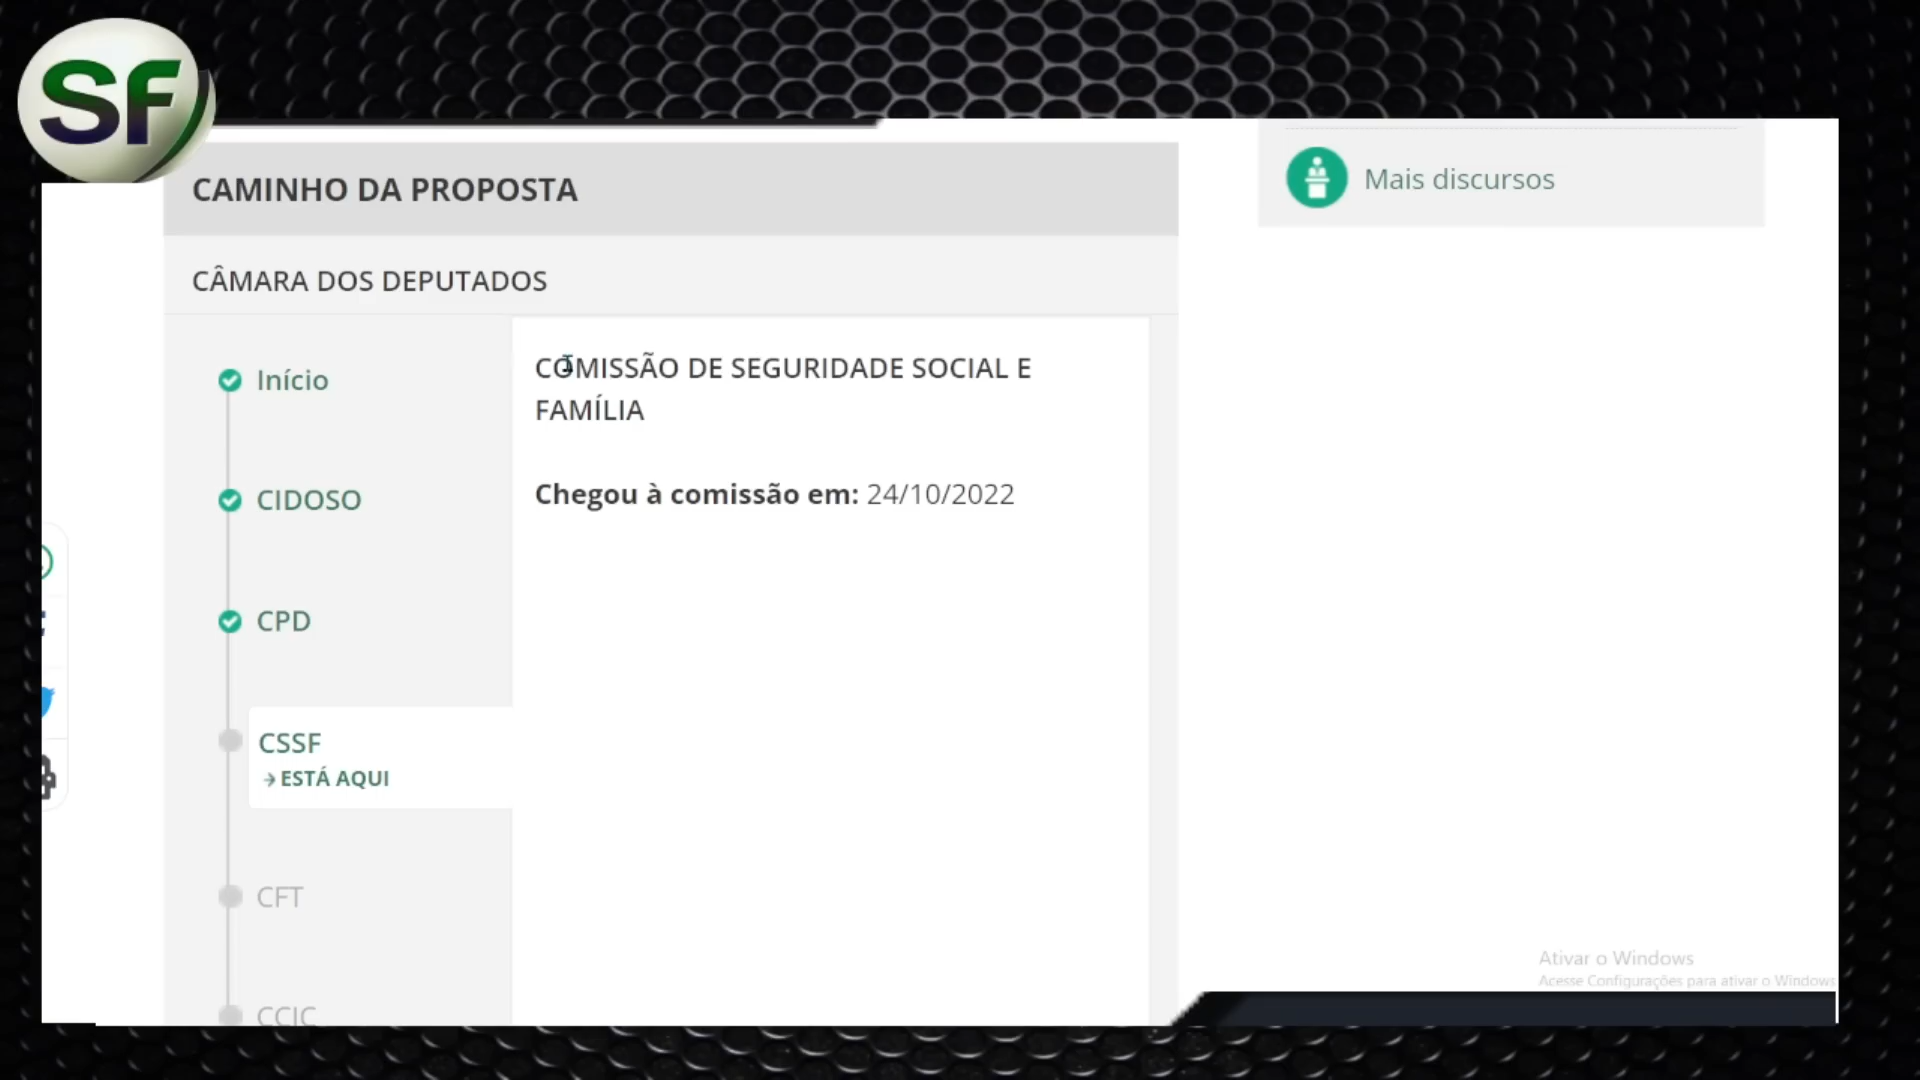 SF
CAMINHO DA PROPOSTA
Mais discursos
CÂMARA DOS DEPUTADOS
Início
CIDOSO
CPD
CSSF
→ ESTÁ AQUI
CFT
COMISSÃO DE SEGURIDADE SOCIAL E
FAMÍLIA
Chegou à comissão em: 24/10/2022
Ativar o Windows
Acesse Configurações para ativar o Windows